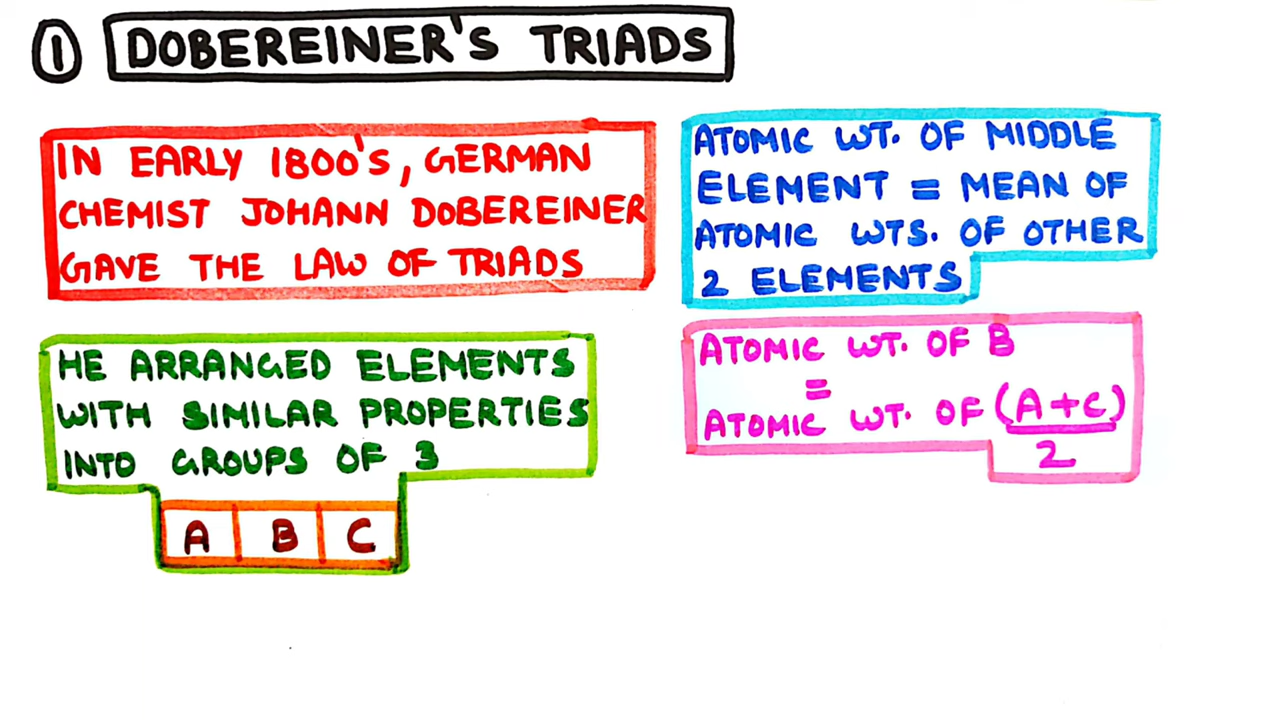 1 DOBEREINER'S TRIADS
IN EARLY 1800'S, GERMAN
CHEMIST JOHANN DOBEREINER
GAVE THE LAW OF TRIADS
HE ARRANGED ELEMENTS
WITH SIMILAR PROPERTIES
INTO GROUPS OF 3
A B C
ATOMIC WT. OF MIDDLE
ELEMENT = MEAN OF
ATOMIC WTS. OF OTHER
2 ELEMENTS
ATOMIC WT. OF B
=
ATOMIC WT. OF (A+C)
2